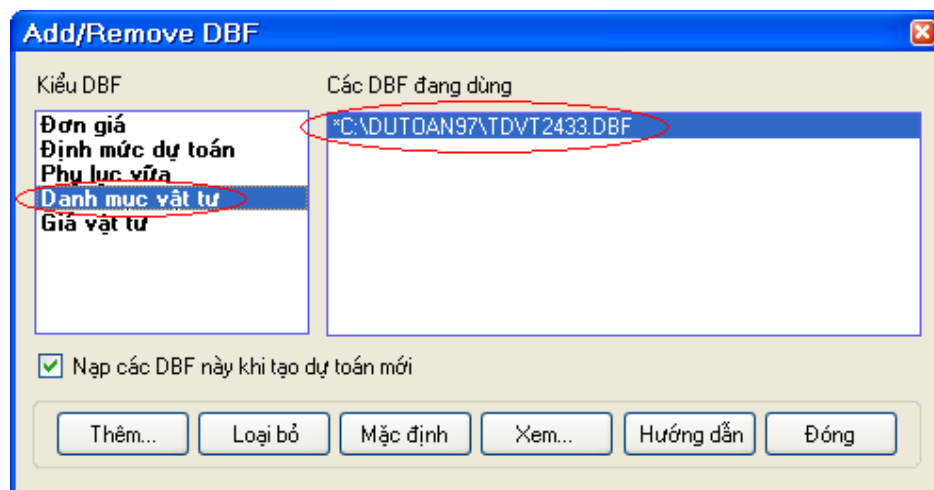 Add/Remove DBF
Kiểu DBF
Các DBF đang dùng
Đơn giá
Định mức dự toán
Phụ lục vữa
Danh mục vật tư
Giá vật tư
*C:\DUTOAN97\TDVT2433.DBF
Nạp các DBF này khi tạo dự toán mới
Thêm... Loại bỏ Mặc định Xem... Hướng dẫn Đóng